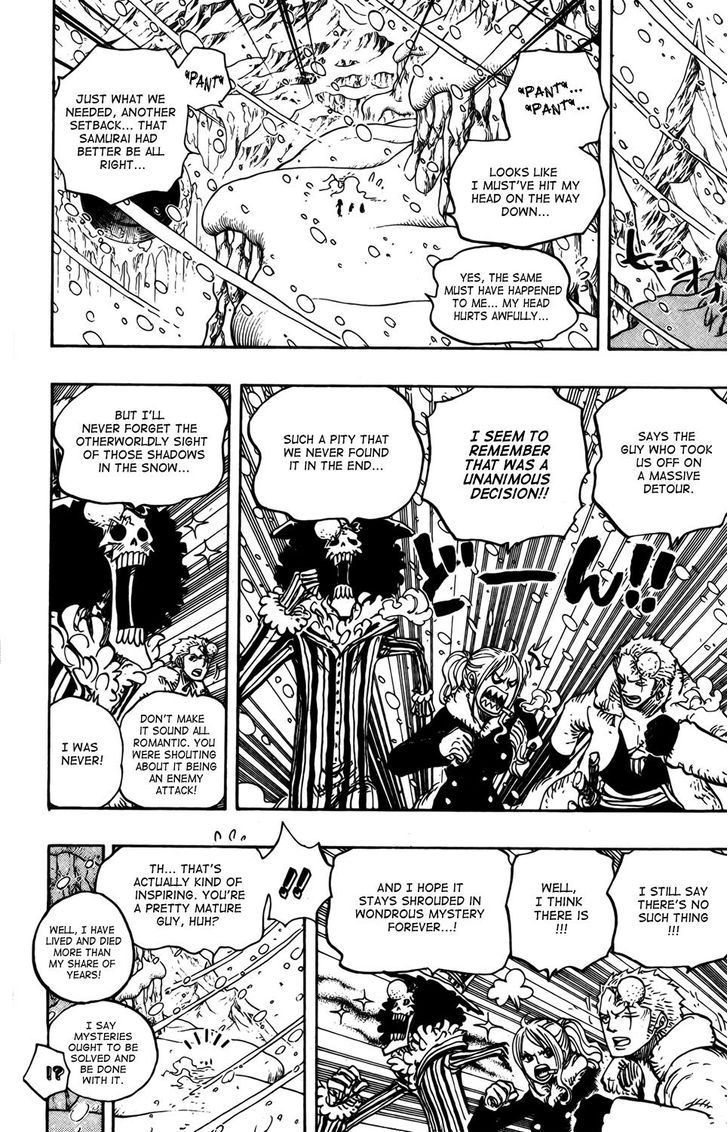 *PANT*...
*PANT*...
LOOKS LIKE
I MUST'VE HIT MY
HEAD ON THE WAY
DOWN...
YES, THE SAME
MUST HAVE HAPPENED
TO ME... MY HEAD
HURTS AWFULLY...
*PANT*
JUST WHAT WE
NEEDED, ANOTHER
SETBACK... THAT
SAMURAI HAD
BETTER BE ALL
RIGHT...
SAYS THE
GUY WHO TOOK
US OFF ON
A MASSIVE
DETOUR.
I SEEM TO
REMEMBER
THAT WAS A
UNANIMOUS
DECISION!!
SUCH A PITY THAT
WE NEVER FOUND
IT IN THE END...
どーーん!!
BUT I'LL
NEVER FORGET THE
OTHERWORLDLY SIGHT
OF THOSE SHADOWS
IN THE SNOW...
DON'T MAKE
IT SOUND ALL
ROMANTIC. YOU
WERE SHOUTING
ABOUT IT BEING
AN ENEMY
ATTACK!
I WAS
NEVER!
I STILL SAY
THERE'S NO
SUCH THING
!!!
WELL,
I THINK
THERE IS
!!!
AND I HOPE IT
STAYS SHROUDED IN
WONDROUS MYSTERY
FOREVER...!
!!
TH... THAT'S
ACTUALLY KIND OF
INSPIRING. YOU'RE
A PRETTY MATURE
GUY, HUH?
WELL, I HAVE
LIVED AND DIED
MORE THAN
MY SHARE OF
YEARS!
I SAY
MYSTERIES
OUGHT TO BE
SOLVED AND BE
DONE WITH IT.
!?